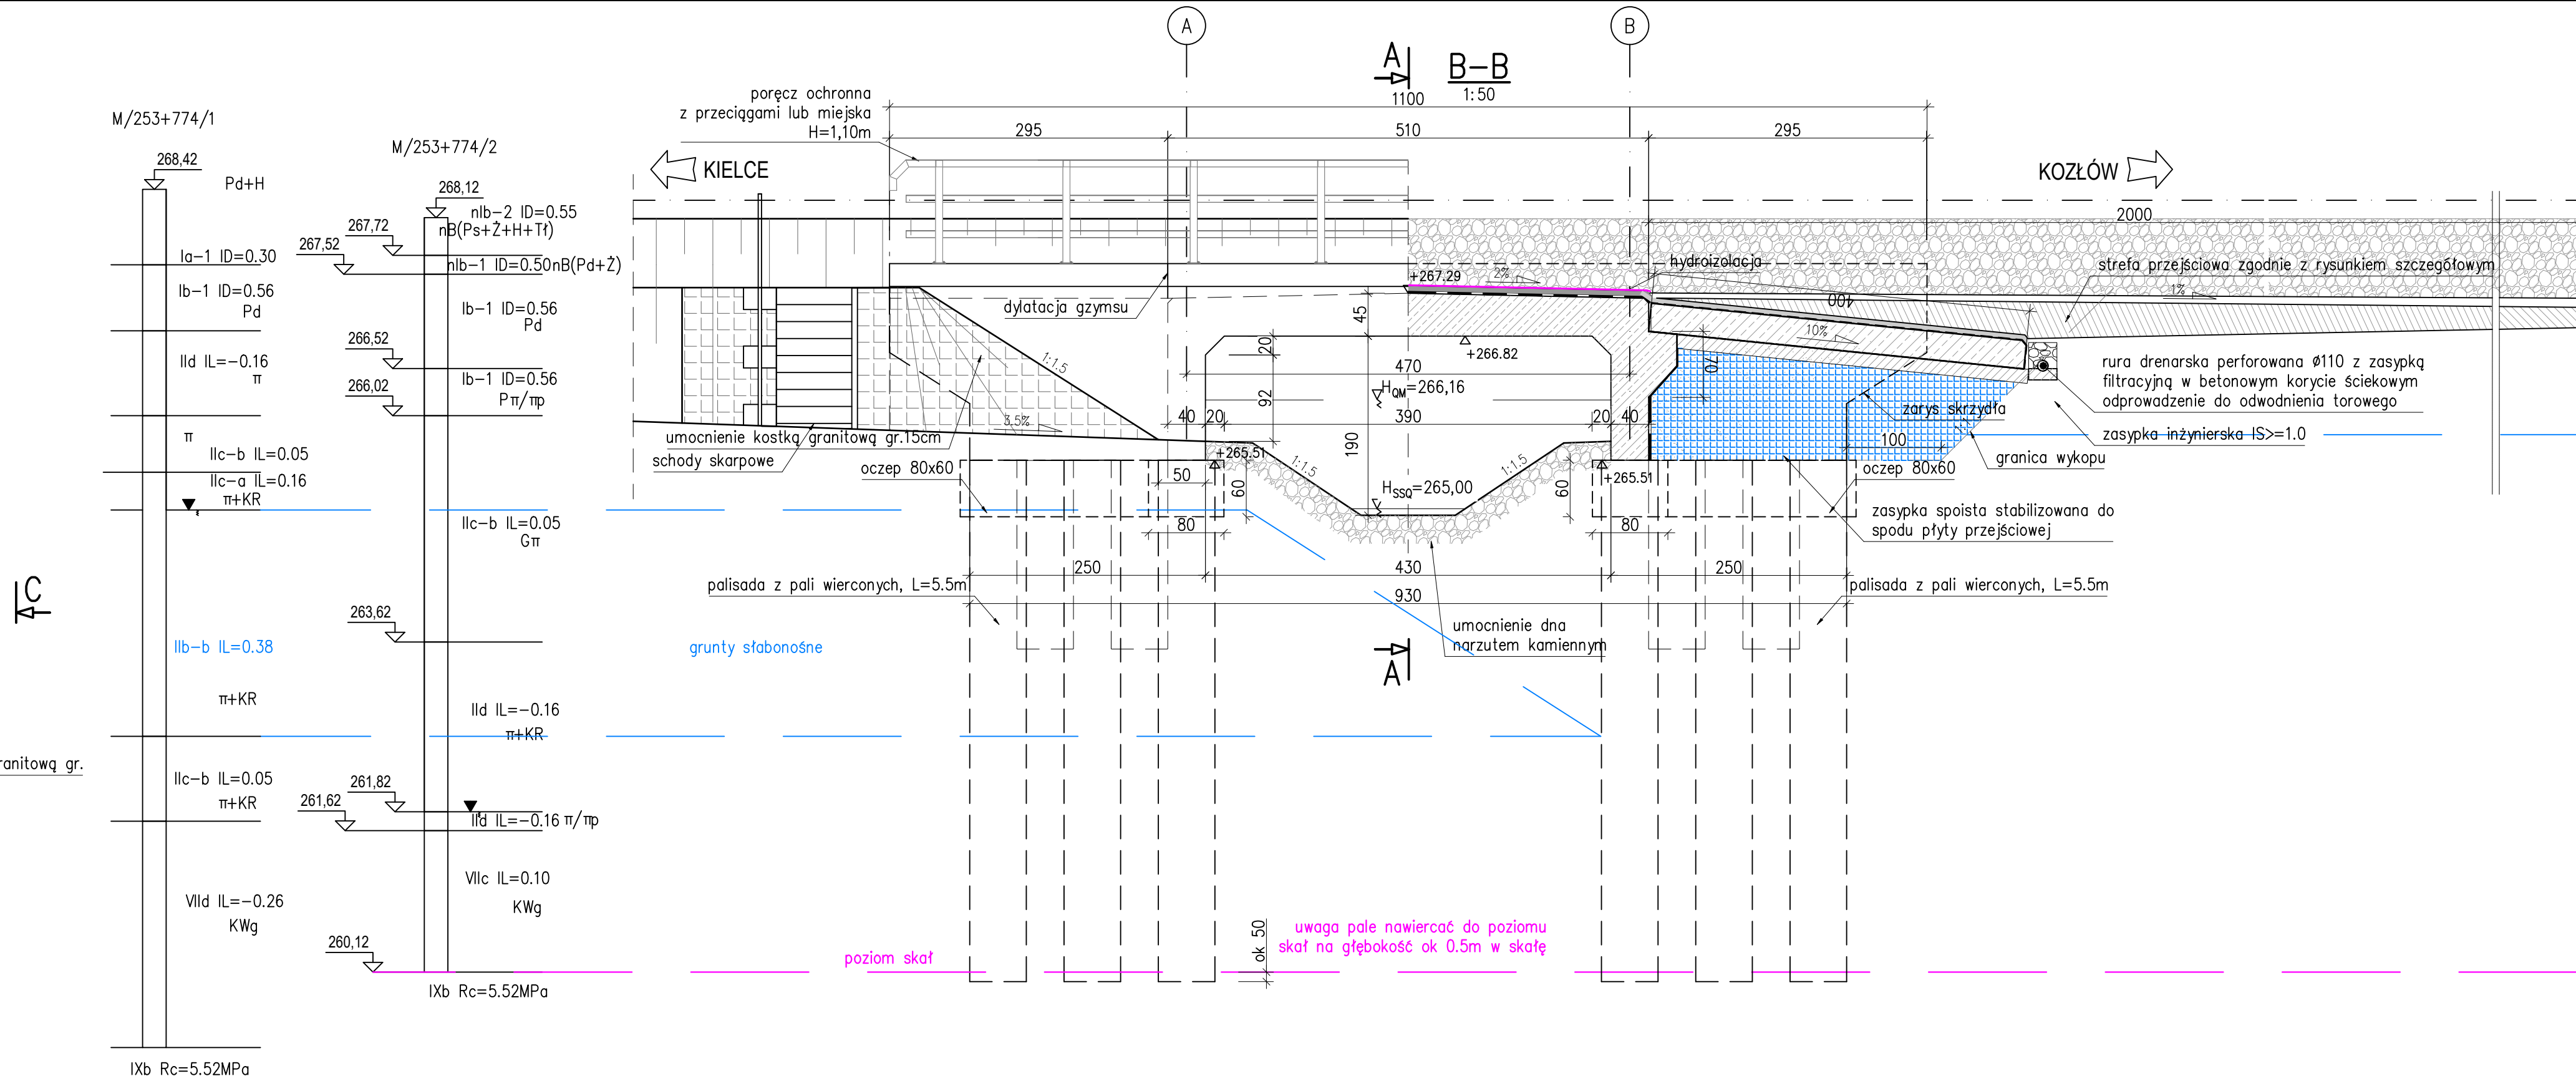 A
B
A
B-B
1:50
poręcz ochronna
z przeciągami lub miejska
H=1,10m
1100
295
510
295
M/253+774/1
M/253+774/2
268,42
Pd+H
268,12
KIELCE
KOZŁÓW
nIb-2 ID=0.55
nB(Ps+Ż+H+Tł)
267,72
267,52
2000
Ia-1 ID=0.30
nIb-1 ID=0.50nB(Pd+Ż)
hydroizolacja
strefa przejściowa zgodnie z rysunkiem szczegółowym
+267.29
2%
1%
Ib-1 ID=0.56
Pd
Ib-1 ID=0.56
Pd
dylatacja gzymsu
400
45
10%
20
+266.82
266,52
IId IL=-0.16
π
1:1.5
470
70
rura drenarska perforowana ø110 z zasypką
filtracyjną w betonowym korycie ściekowym
odprowadzenie do odwodnienia torowego
Ib-1 ID=0.56
Pπ/πp
266,02
HQM=266,16
92
zarys skrzydła
40
20
390
20
40
3,5%
π
umocnienie kostką granitową gr.15cm
190
100
1:1
zasypka inżynierska IS>=1.0
IIc-b IL=0.05
schody skarpowe
+265.51
granica wykopu
oczep 80x60
1:1.5
1:1.5
oczep 80x60
IIc-a IL=0.16
π+KR
50
60
HSSQ=265,00
60
+265.51
zasypka spoista stabilizowana do
spodu płyty przejściowej
IIc-b IL=0.05
Gπ
80
80
250
430
250
C
palisada z pali wierconych, L=5.5m
930
palisada z pali wierconych, L=5.5m
263,62
umocnienie dna
narzutem kamiennym
IIb-b IL=0.38
grunty słabonośne
A
π+KR
IId IL=-0.16
π+KR
ranitową gr.
IIc-b IL=0.05
π+KR
261,82
261,62
IId IL=-0.16 π/πp
VIIc IL=0.10
KWg
VIId IL=-0.26
KWg
260,12
poziom skał
ok 50
uwaga pale nawiercać do poziomu
skał na głębokość ok 0.5m w skałę
IXb Rc=5.52MPa
IXb Rc=5.52MPa